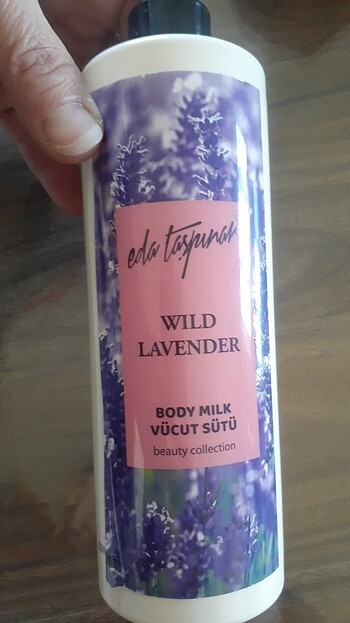 eda taşpınar
WILD
LAVENDER
BODY MILK
VÜCUT SÜTÜ
beauty collection